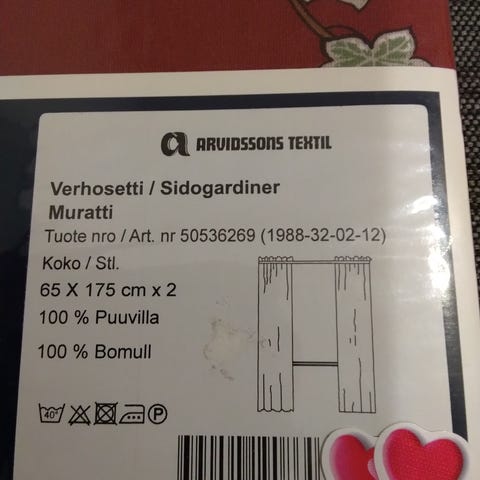 a ARVIDSSONS TEXTIL
Verhosetti / Sidogardiner
Muratti
Tuote nro / Art. nr 50536269 (1988-32-02-12)
Koko / Stl.
65 X 175 cm x 2
100 % Puuvilla
100 % Bomull
40° P